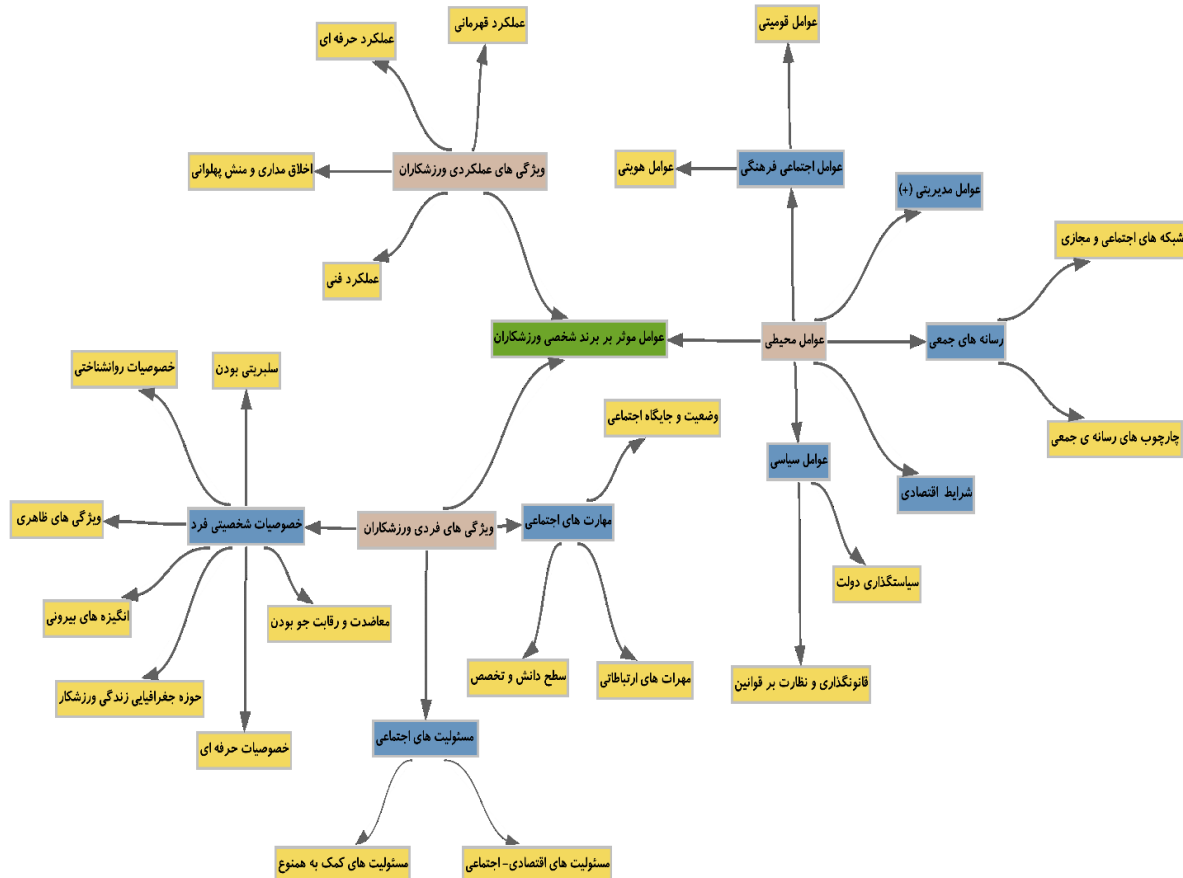 عملکرد قهرمانی
عوامل قومیتی
عملکرد حرفه ای
اخلاق مداری و منش پهلوانی
ویژگی های عملکردی ورزشکاران
عوامل هویتی
عوامل اجتماعی فرهنگی
عوامل مدیریتی (+)
شبکه های اجتماعی و مجازی
عملکرد فنی
عوامل موثر بر برند شخصی ورزشکاران
عوامل محیطی
رسانه های جمعی
خصوصیات روانشناختی
سلبریتی بودن
وضعیت و جایگاه اجتماعی
چارچوب های رسانه ی جمعی
عوامل سیاسی
شرایط اقتصادی
ویژگی های ظاهری
خصوصیات شخصیتی فرد
ویژگی های فردی ورزشکاران
مهارت های اجتماعی
سیاستگذاری دولت
انگیزه های بیرونی
معاضدت و رقابت جو بودن
سطح دانش و تخصص
مهرات های ارتباطاتی
قانونگذاری و نظارت بر قوانین
حوزه جغرافیایی زندگی ورزشکار
خصوصیات حرفه ای
مسئولیت های اجتماعی
مسئولیت های کمک به همنوع
مسئولیت های اقتصادی- اجتماعی